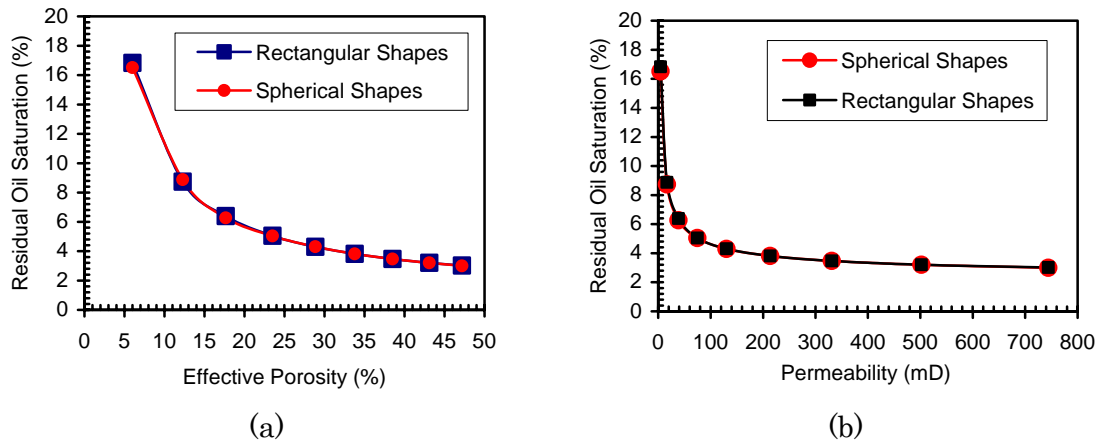 Residual Oil Saturation (%)
20
18
16
14
12
10
8
6
4
2
0
Rectangular Shapes
Spherical Shapes
0 5 10 15 20 25 30 35 40 45 50
Effective Porosity (%)
(a)
Residual Oil Saturation (%)
20
18
16
14
12
10
8
6
4
2
0
Spherical Shapes
Rectangular Shapes
0 100 200 300 400 500 600 700 800
Permeability (mD)
(b)